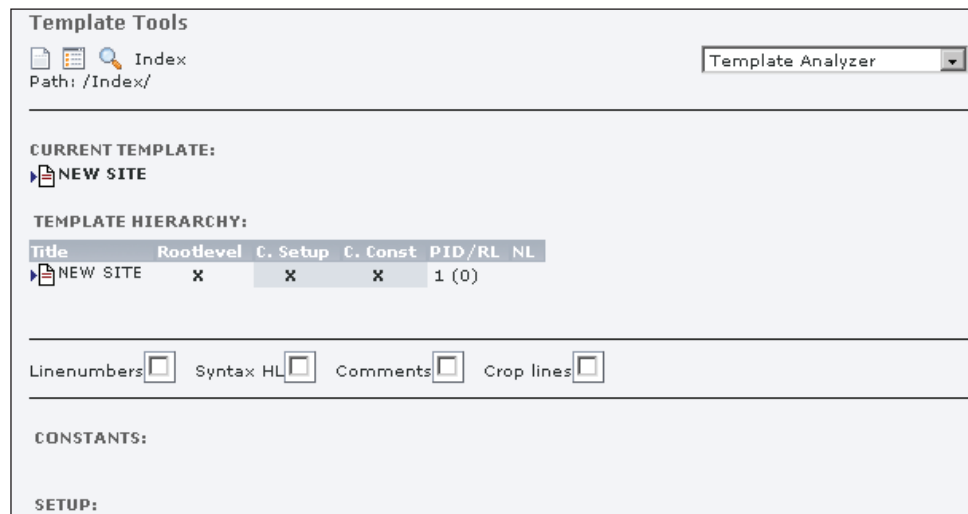 Template Tools
Index
Template Analyzer
Path: /Index/
CURRENT TEMPLATE:
NEW SITE
TEMPLATE HIERARCHY:
Title Rootlevel C. Setup C. Const PID/RL NL
NEW SITE X X X 1 (0)
Linenumbers Syntax HL Comments Crop lines
CONSTANTS:
SETUP: